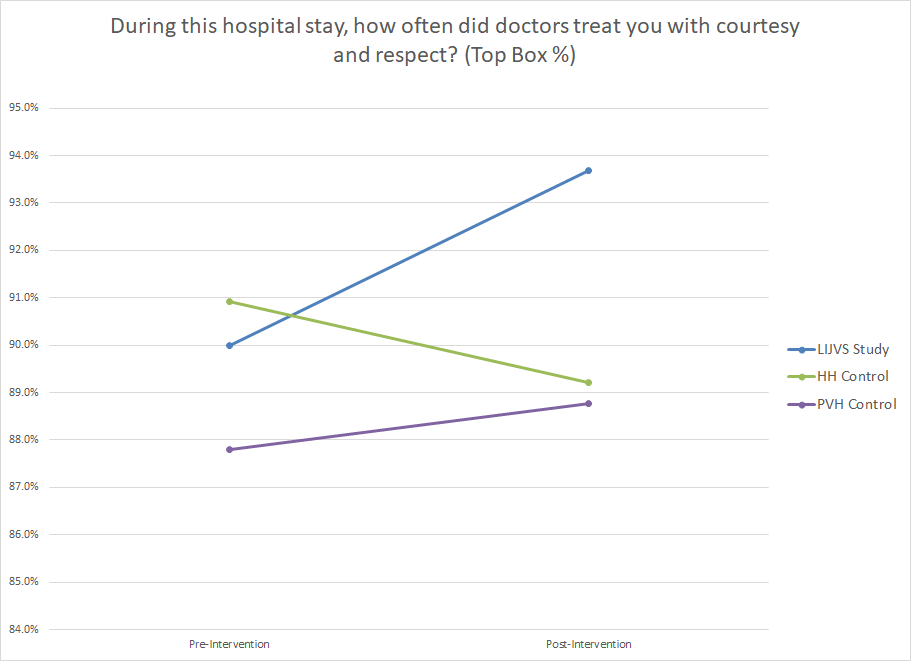 During this hospital stay, how often did doctors treat you with courtesy
and respect? (Top Box %)
95.0%
94.0%
93.0%
92.0%
91.0%
90.0%
89.0%
88.0%
87.0%
86.0%
85.0%
84.0%
Pre-Intervention
Post-Intervention
LIJVS Study
HH Control
PVH Control